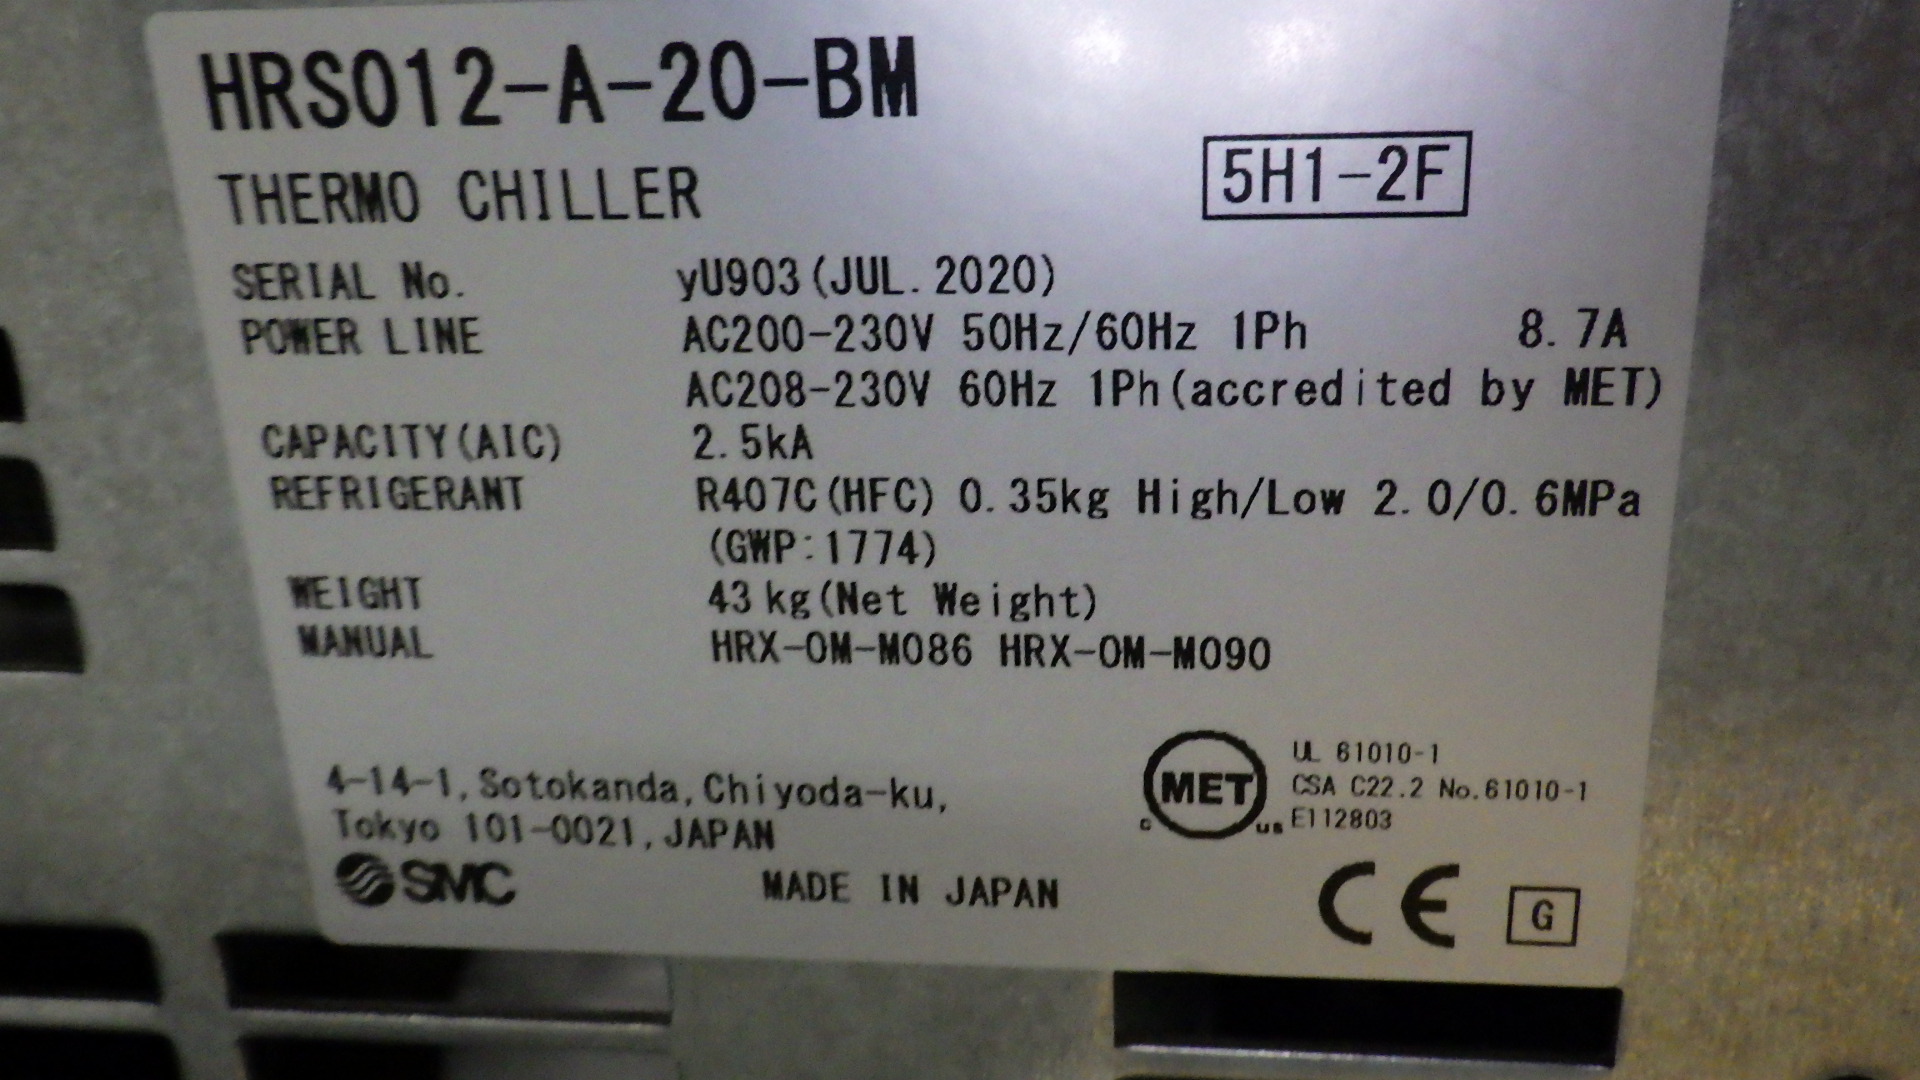 HRS012-A-20-BM
THERMO CHILLER
5H1-2F
SERIAL No. yU903(JUL.2020)
POWER LINE AC200-230V 50Hz/60Hz 1Ph 8.7A
AC208-230V 60Hz 1Ph(accredited by MET)
CAPACITY(AIC) 2.5kA
REFRIGERANT R407C(HFC) 0.35kg High/Low 2.0/0.6MPa
(GWP:1774)
WEIGHT 43kg(Net Weight)
MANUAL HRX-OM-M086 HRX-OM-M090
4-14-1,Sotokanda,Chiyoda-ku,
Tokyo 101-0021,JAPAN
SMC MADE IN JAPAN
c MET us
UL 61010-1
CSA C22.2 No.61010-1
E112803
CE G